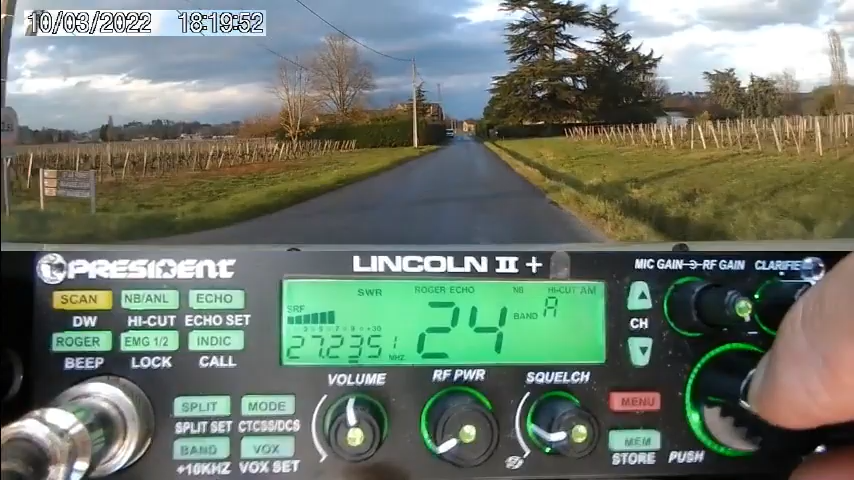 10/03/2022 18:19:52
PRESIDENT LINCOLN II + MIC GAIN RF GAIN CLARIFIER
SCAN NB/ANL ECHO
DW HI-CUT ECHO SET
ROGER EMG 1/2 INDIC
BEEP LOCK CALL
SWR ROGER ECHO NB HI-CUT AM
SRF
24 BAND A
27.2351 MHZ
CH
VOLUME RF PWR SQUELCH
SPLIT MODE
SPLIT SET CTCSS/DCS
BAND VOX
+10KHZ VOX SET
MENU
MEM
STORE PUSH